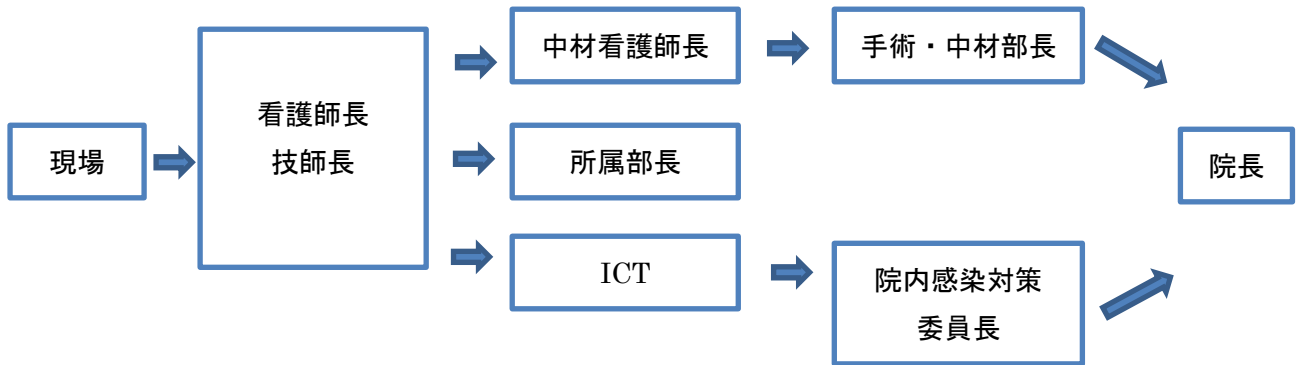 現場
看護師長
技師長
中材看護師長
手術・中材部長
所属部長
ICT
院内感染対策
委員長
院長